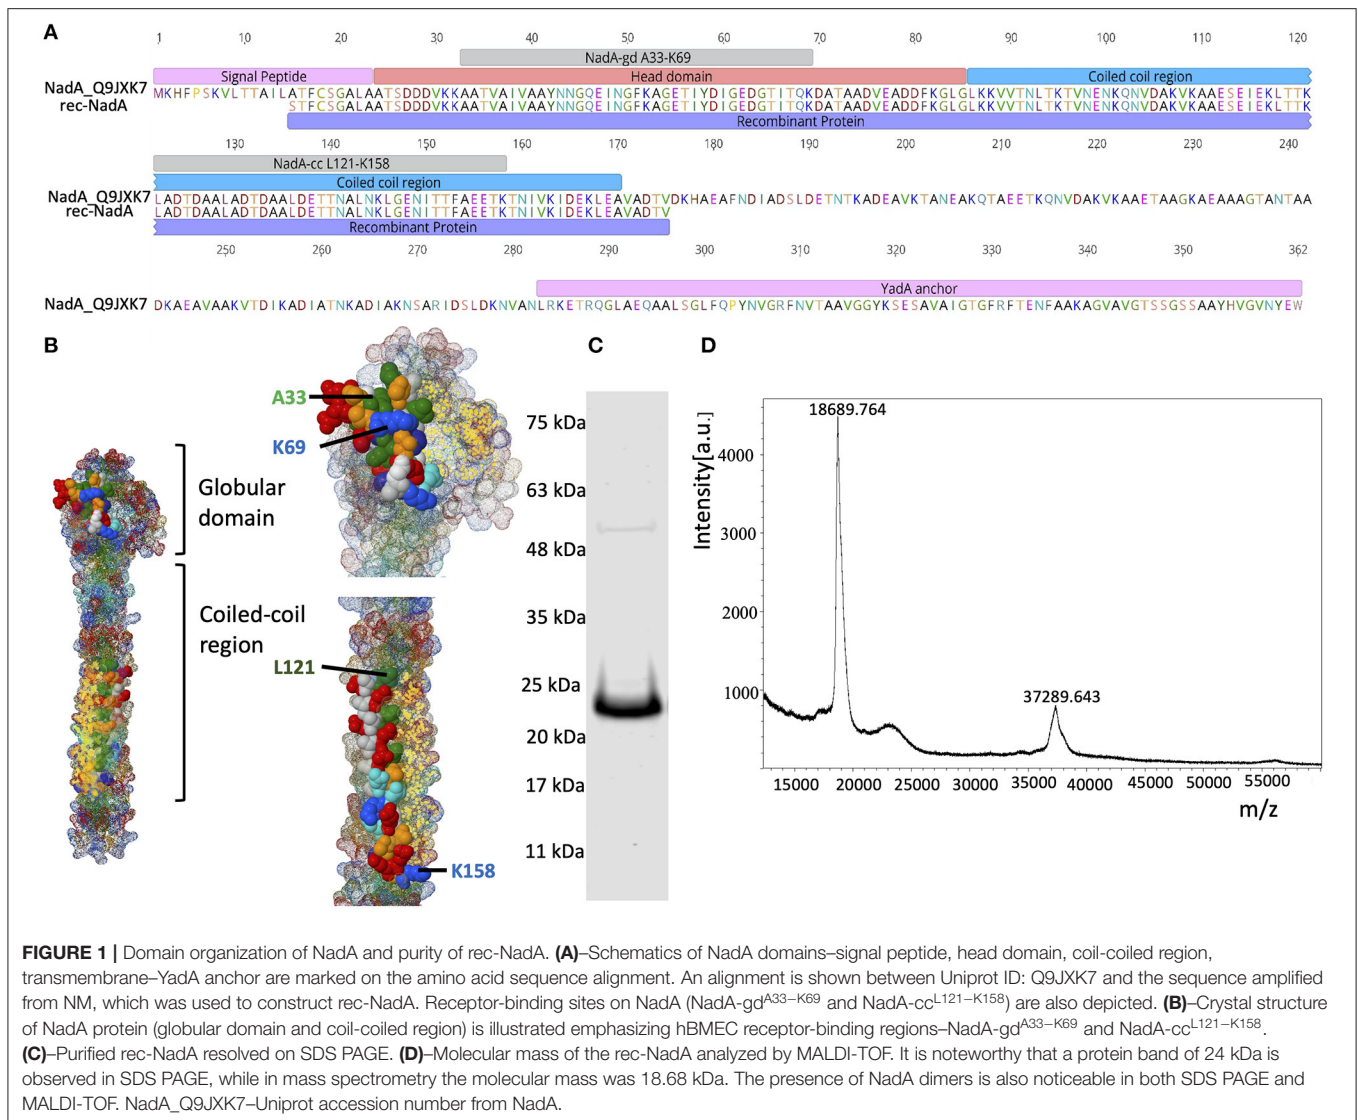 A
1 10 20 30 40 50 60 70 80 90 100 110 120
NadA-gd A33-K69
Signal Peptide Head domain Coiled coil region
NadA_Q9JXK7 MKHFPSKVLTTAILATFCSGALAATSDDDVKKAATVAIVAAYNNGQEINGFKAGETIYDIGEDGTITQKDATAADVEADDFKGLGLKKVVTNLTKTVNENKQNVDAKVKAAESEIEKLTTK
rec-NadA STFCSGALAATSDDDVKKAATVAIVAAYNNGQEINGFKAGETIYDIGEDGTITQKDATAADVEADDFKGLGLKKVVTNLTKTVNENKQNVDAKVKAAESEIEKLTTK
Recombinant Protein
130 140 150 160 170 180 190 200 210 220 230 240
NadA-cc L121-K158
Coiled coil region
NadA_Q9JXK7 LADTDAALADTDAALDETTNALNKLGENITTFAEETKTNIVKIDEKLEAVADTVDKHAEAFNDIADSLDETNTKADEAVKTANEAKQTAEETKQNVDAKVKAAETAAGKAEAAAGTANTAA
rec-NadA LADTDAALADTDAALDETTNALNKLGENITTFAEETKTNIVKIDEKLEAVADTV
Recombinant Protein
250 260 270 280 290 300 310 320 330 340 350 362
YadA anchor
NadA_Q9JXK7 DKAEAVAAKVTDIKADIATNKADIAKNSARIDSLDKNVANLRKETRQGLAEQAALSGLFQPYNVGRFNVTAAVGGYKSESAVAIGTGFRFTENFAAKAGVAVGTSSGSSAAYHVGVNYEW
B
A33
K69
Globular
domain
Coiled-coil
region
L121
K158
C
75 kDa
63 kDa
48 kDa
35 kDa
25 kDa
20 kDa
17 kDa
11 kDa
D
18689.764
37289.643
Intensity[a.u.]
4000
3000
2000
1000
15000 20000 25000 30000 35000 40000 45000 50000 55000
m/z
FIGURE 1 | Domain organization of NadA and purity of rec-NadA. (A)–Schematics of NadA domains–signal peptide, head domain, coil-coiled region,
transmembrane–YadA anchor are marked on the amino acid sequence alignment. An alignment is shown between Uniprot ID: Q9JXK7 and the sequence amplified
from NM, which was used to construct rec-NadA. Receptor-binding sites on NadA (NadA-gdA33−K69 and NadA-ccL121−K158) are also depicted. (B)–Crystal structure
of NadA protein (globular domain and coil-coiled region) is illustrated emphasizing hBMEC receptor-binding regions–NadA-gdA33−K69 and NadA-ccL121−K158.
(C)–Purified rec-NadA resolved on SDS PAGE. (D)–Molecular mass of the rec-NadA analyzed by MALDI-TOF. It is noteworthy that a protein band of 24 kDa is
observed in SDS PAGE, while in mass spectrometry the molecular mass was 18.68 kDa. The presence of NadA dimers is also noticeable in both SDS PAGE and
MALDI-TOF. NadA_Q9JXK7–Uniprot accession number from NadA.